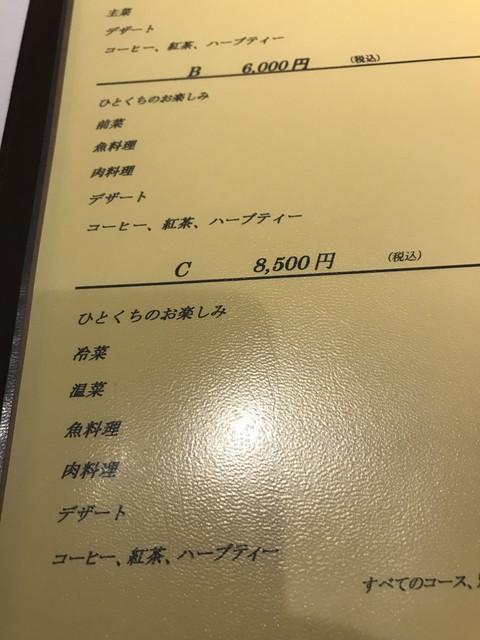 主菜
デザート
コーヒー、紅茶、ハーブティー
B 6,000円 (税込)
ひとくちのお楽しみ
前菜
魚料理
肉料理
デザート
コーヒー、紅茶、ハーブティー
C 8,500円 (税込)
ひとくちのお楽しみ
冷菜
温菜
魚料理
肉料理
デザート
コーヒー、紅茶、ハーブティー
すべてのコース、